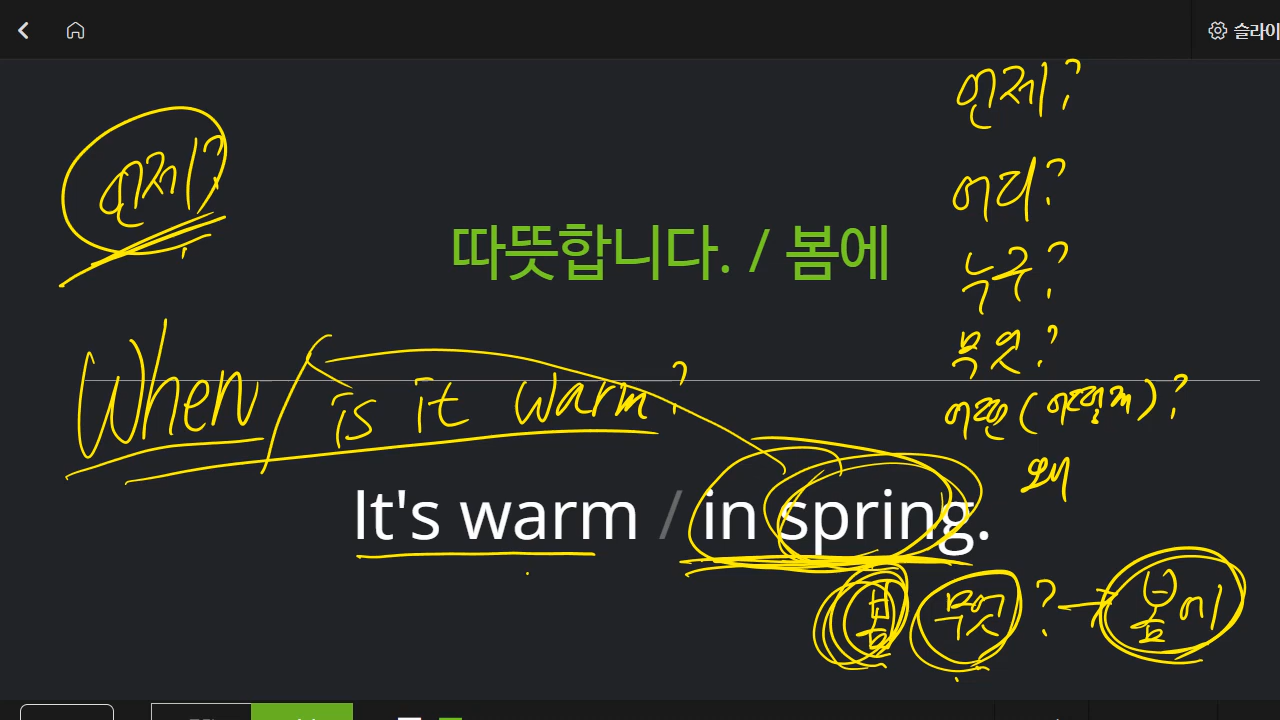 슬라이
언제?
언제?
어디?
따뜻합니다. / 봄에
누구?
무엇?
When / is it warm?
어떤 (어떻게)?
왜
It's warm / in spring.
봄 무엇? → 봄에